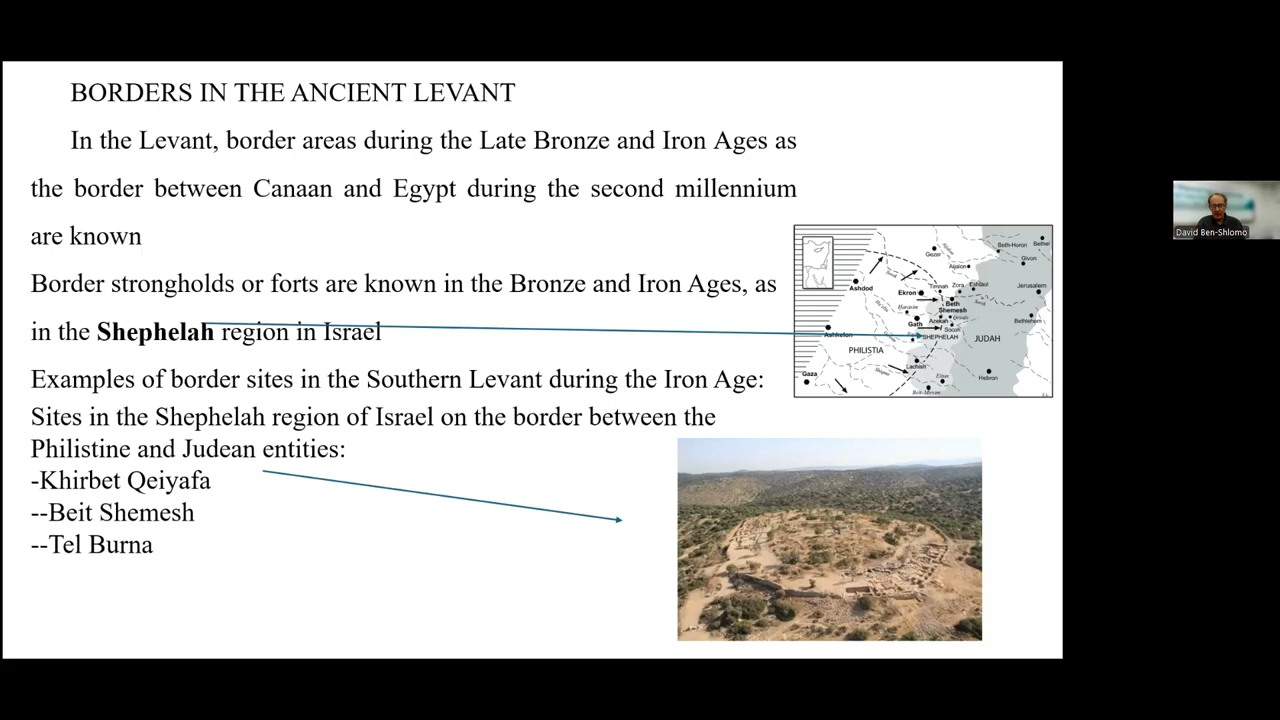 BORDERS IN THE ANCIENT LEVANT
In the Levant, border areas during the Late Bronze and Iron Ages as
the border between Canaan and Egypt during the second millennium
are known
Border strongholds or forts are known in the Bronze and Iron Ages, as
in the Shephelah region in Israel
Examples of border sites in the Southern Levant during the Iron Age:
Sites in the Shephelah region of Israel on the border between the
Philistine and Judean entities:
-Khirbet Qeiyafa
--Beit Shemesh
--Tel Burna
Beth-Horon
Bethel
Gezer
Givon
Aijalon
Ashdod
Ekron
Timnah
Zora
Eshtaol
Jerusalem
Beth
Shemesh
Gath
Azekah
Socoh
Bethlehem
Ashkelon
SHEPHELAH
JUDAH
PHILISTIA
Lachish
Gaza
Hebron
David Ben-Shlomo